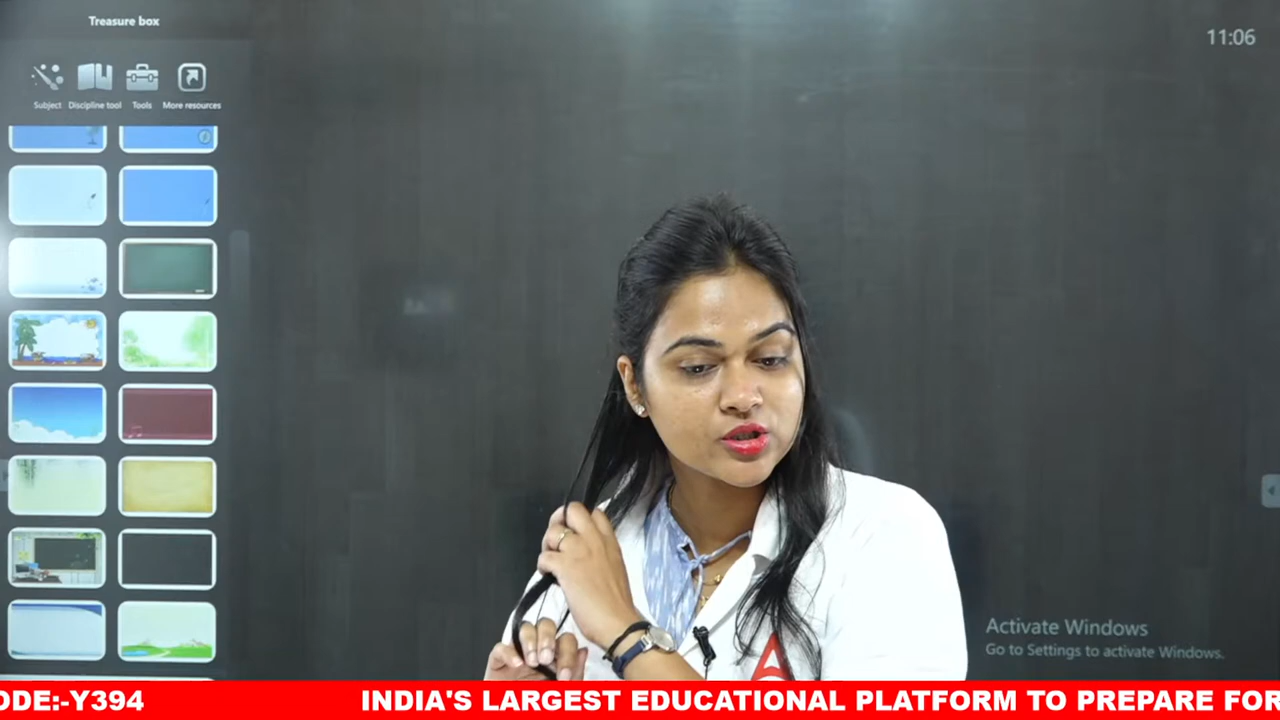 Treasure box
11:06
Subject Discipline tool Tools More resources
Activate Windows
Go to Settings to activate Windows.
ODE:-Y394 INDIA'S LARGEST EDUCATIONAL PLATFORM TO PREPARE FOR